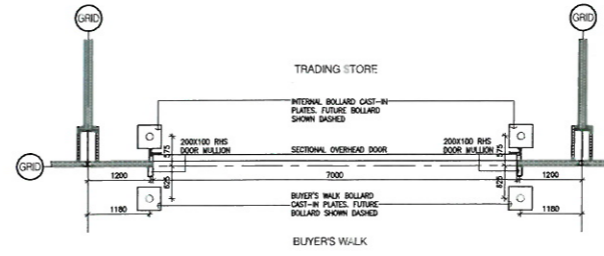 GRID
GRID
TRADING STORE
INTERNAL BOLLARD CAST-IN
PLATES. FUTURE BOLLARD
SHOWN DASHED
200X100 RHS
DOOR MULLION
575
SECTIONAL OVERHEAD DOOR
200X100 RHS
DOOR MULLION
575
GRID
1200
7000
1200
625
625
BUYER'S WALK BOLLARD
CAST-IN PLATES. FUTURE
BOLLARD SHOWN DASHED
1180
1180
BUYER'S WALK